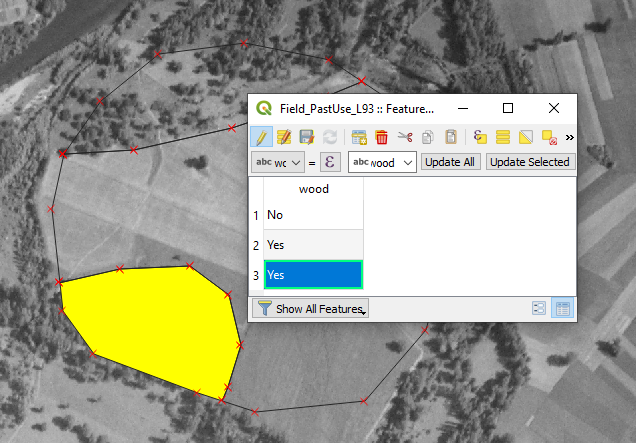 Field_PastUse_L93 :: Feature...
abc wc = ε abc wood Update All Update Selected
wood
1 No
2 Yes
3 Yes
Show All Features